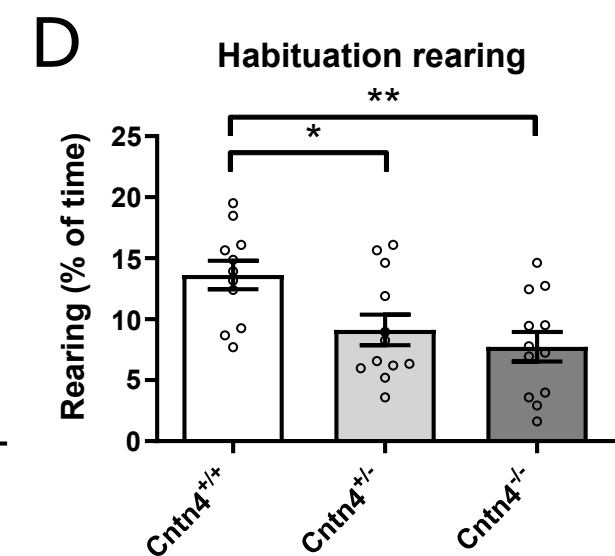 D
Habituation rearing
**
*
Rearing (% of time)
25
20
15
10
5
0
Cntn4+/+
Cntn4+/-
Cntn4-/-